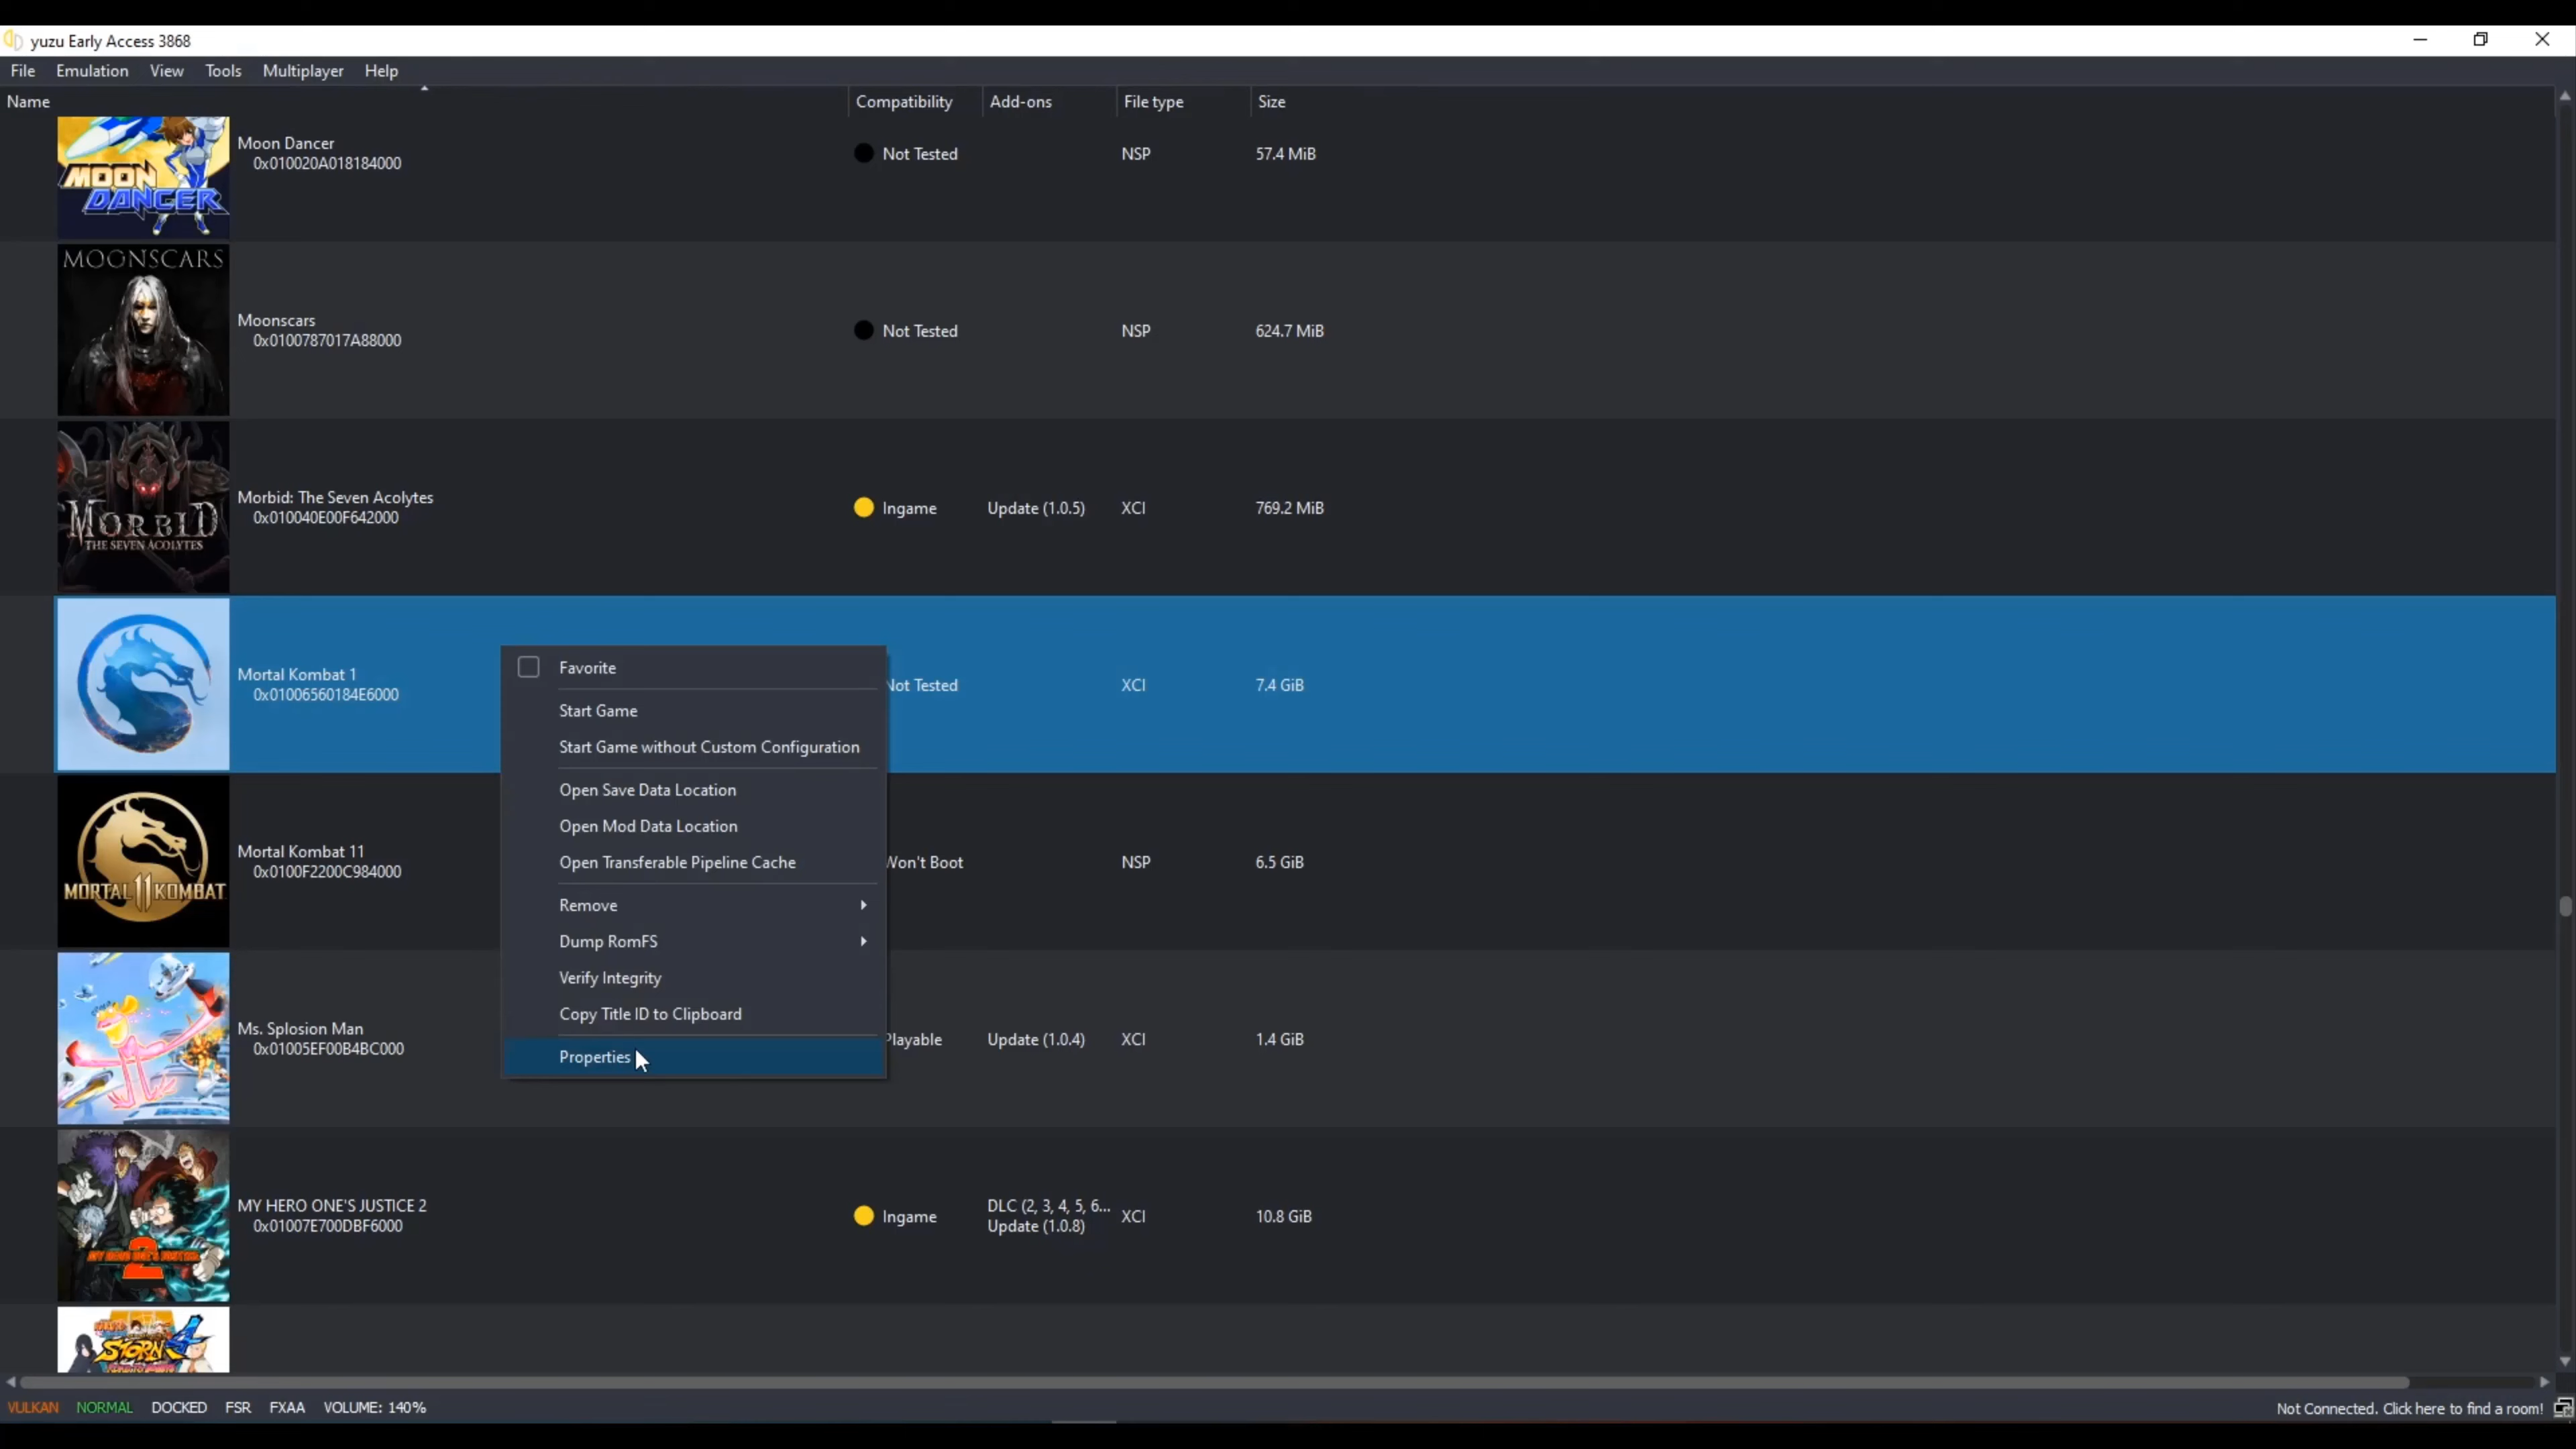 yuzu Early Access 3868
File Emulation View Tools Multiplayer Help
Name Compatibility Add-ons File type Size
MOON DANCER
Moon Dancer
0x010020A018184000
Not Tested NSP 57.4 MiB
MOONSCARS
Moonscars
0x0100787017A88000
Not Tested NSP 624.7 MiB
MORBID
THE SEVEN ACOLYTES
Morbid: The Seven Acolytes
0x010040E00F642000
Ingame Update (1.0.5) XCI 769.2 MiB
Mortal Kombat 1
0x01006560184E6000
Not Tested XCI 7.4 GiB
Favorite
Start Game
Start Game without Custom Configuration
Open Save Data Location
Open Mod Data Location
Open Transferable Pipeline Cache
Remove
Dump RomFS
Verify Integrity
Copy Title ID to Clipboard
Properties
MORTAL 11 KOMBAT
Mortal Kombat 11
0x0100F2200C984000
Won't Boot NSP 6.5 GiB
Ms. Splosion Man
0x01005EF00B4BC000
Playable Update (1.0.4) XCI 1.4 GiB
MY HERO ONE'S JUSTICE
2
MY HERO ONE'S JUSTICE 2
0x01007E700DBF6000
Ingame DLC (2, 3, 4, 5, 6...
Update (1.0.8) XCI 10.8 GiB
STORM 4
VULKAN NORMAL DOCKED FSR FXAA VOLUME: 140%
Not Connected. Click here to find a room!